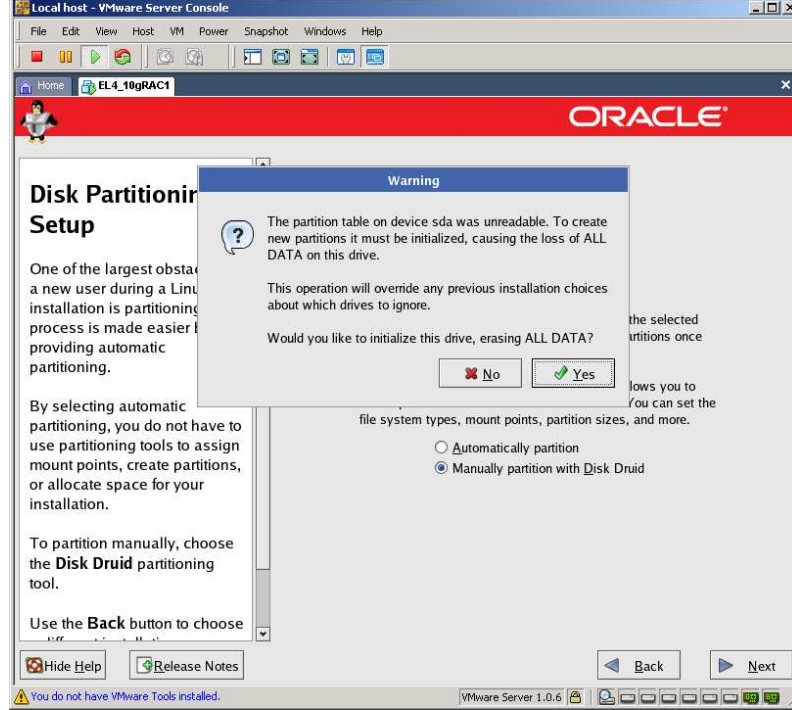 Local host - VMware Server Console
File Edit View Host VM Power Snapshot Windows Help
Home EL4_10gRAC1
ORACLE
Disk Partitionin
Setup
One of the largest obsta
a new user during a Linu
installation is partitioning
process is made easier
providing automatic
partitioning.
By selecting automatic
partitioning, you do not have to
use partitioning tools to assign
mount points, create partitions,
or allocate space for your
installation.
To partition manually, choose
the Disk Druid partitioning
tool.
Use the Back button to choose
Warning
The partition table on device sda was unreadable. To create
new partitions it must be initialized, causing the loss of ALL
DATA on this drive.
This operation will override any previous installation choices
about which drives to ignore.
Would you like to initialize this drive, erasing ALL DATA?
No Yes
the selected
artitions once
lows you to
You can set the
file system types, mount points, partition sizes, and more.
Automatically partition
Manually partition with Disk Druid
Hide Help Release Notes Back Next
You do not have VMware Tools installed. VMware Server 1.0.6